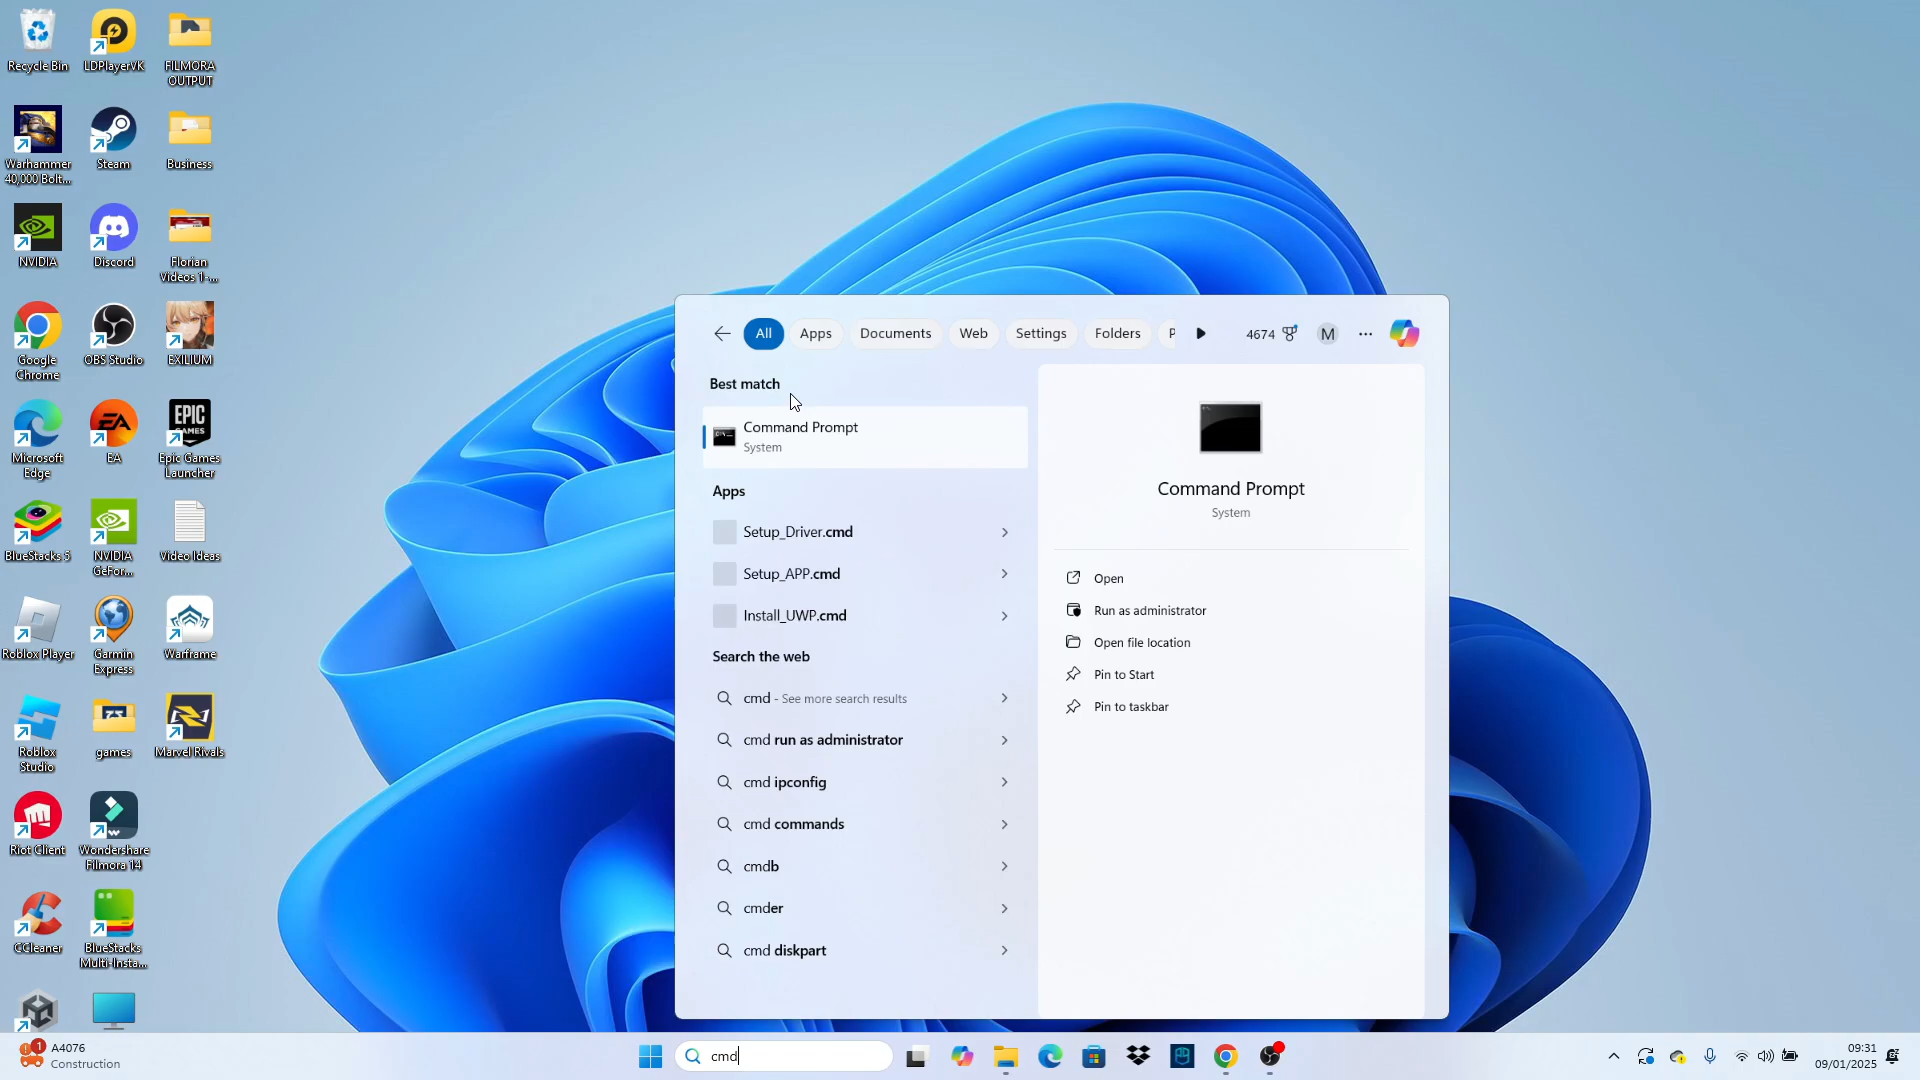 Recycle Bin
LDPlayerVK
FILMORA
OUTPUT
Warhammer
40,000 Bolt...
Steam
Business
NVIDIA
Discord
Florian
Videos 1-...
Google
Chrome
OBS Studio
EXILIUM
Microsoft
Edge
EA
EPIC
GAMES
Epic Games
Launcher
BlueStacks 5
NVIDIA
GeFor...
Video Ideas
Roblox Player
Garmin
Express
Warframe
Roblox
Studio
games
Marvel Rivals
Riot Client
Wondershare
Filmora 14
CCleaner
BlueStacks
Multi-Insta...
All
Apps
Documents
Web
Settings
Folders
P
4674
M
Best match
Command Prompt
System
Apps
Setup_Driver.cmd
Setup_APP.cmd
Install_UWP.cmd
Search the web
cmd - See more search results
cmd run as administrator
cmd ipconfig
cmd commands
cmdb
cmder
cmd diskpart
Command Prompt
System
Open
Run as administrator
Open file location
Pin to Start
Pin to taskbar
1
A4076
Construction
cmd
09:31
09/01/2025